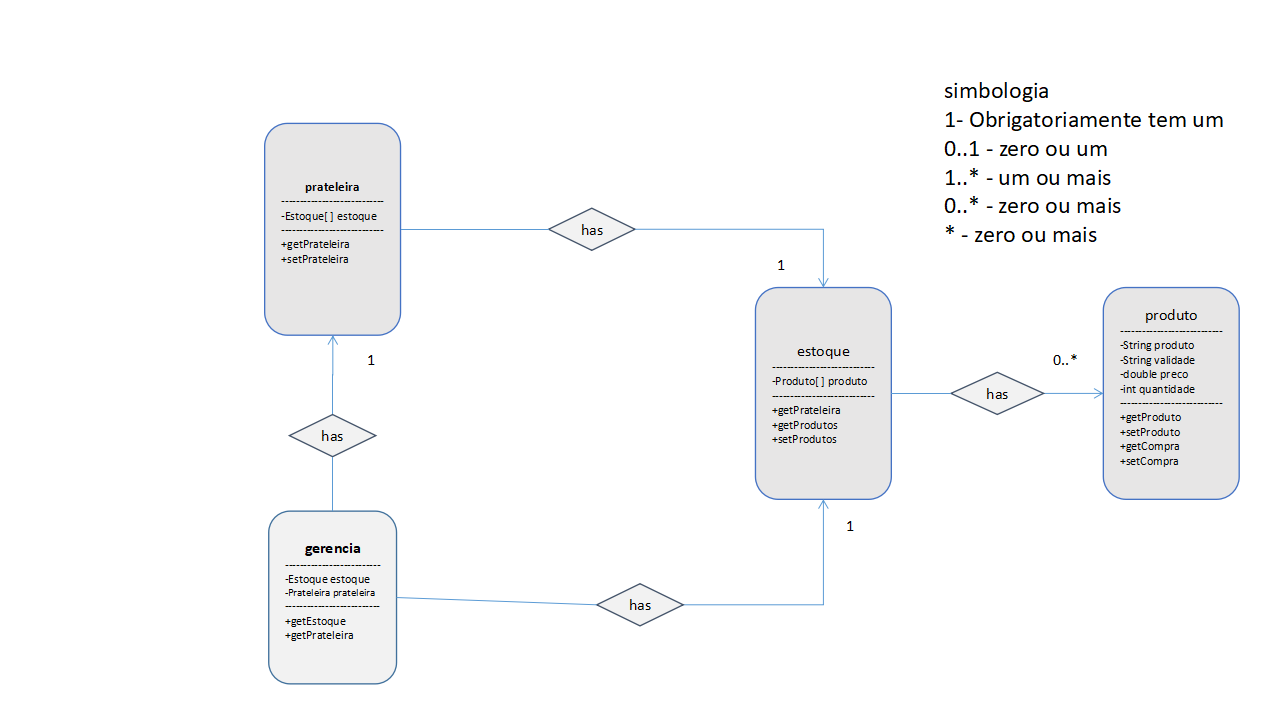 simbologia
1- Obrigatoriamente tem um
0..1 - zero ou um
1..* - um ou mais
0..* - zero ou mais
* - zero ou mais
prateleira
----------------------------
-Estoque[ ] estoque
----------------------------
+getPrateleira
+setPrateleira
has
1
estoque
----------------------------
-Produto[ ] produto
----------------------------
+getPrateleira
+getProdutos
+setProdutos
has
0..*
produto
----------------------------
-String produto
-String validade
-double preco
-int quantidade
----------------------------
+getProduto
+setProduto
+getCompra
+setCompra
1
has
gerencia
--------------------------
-Estoque estoque
-Prateleira prateleira
--------------------------
+getEstoque
+getPrateleira
has
1